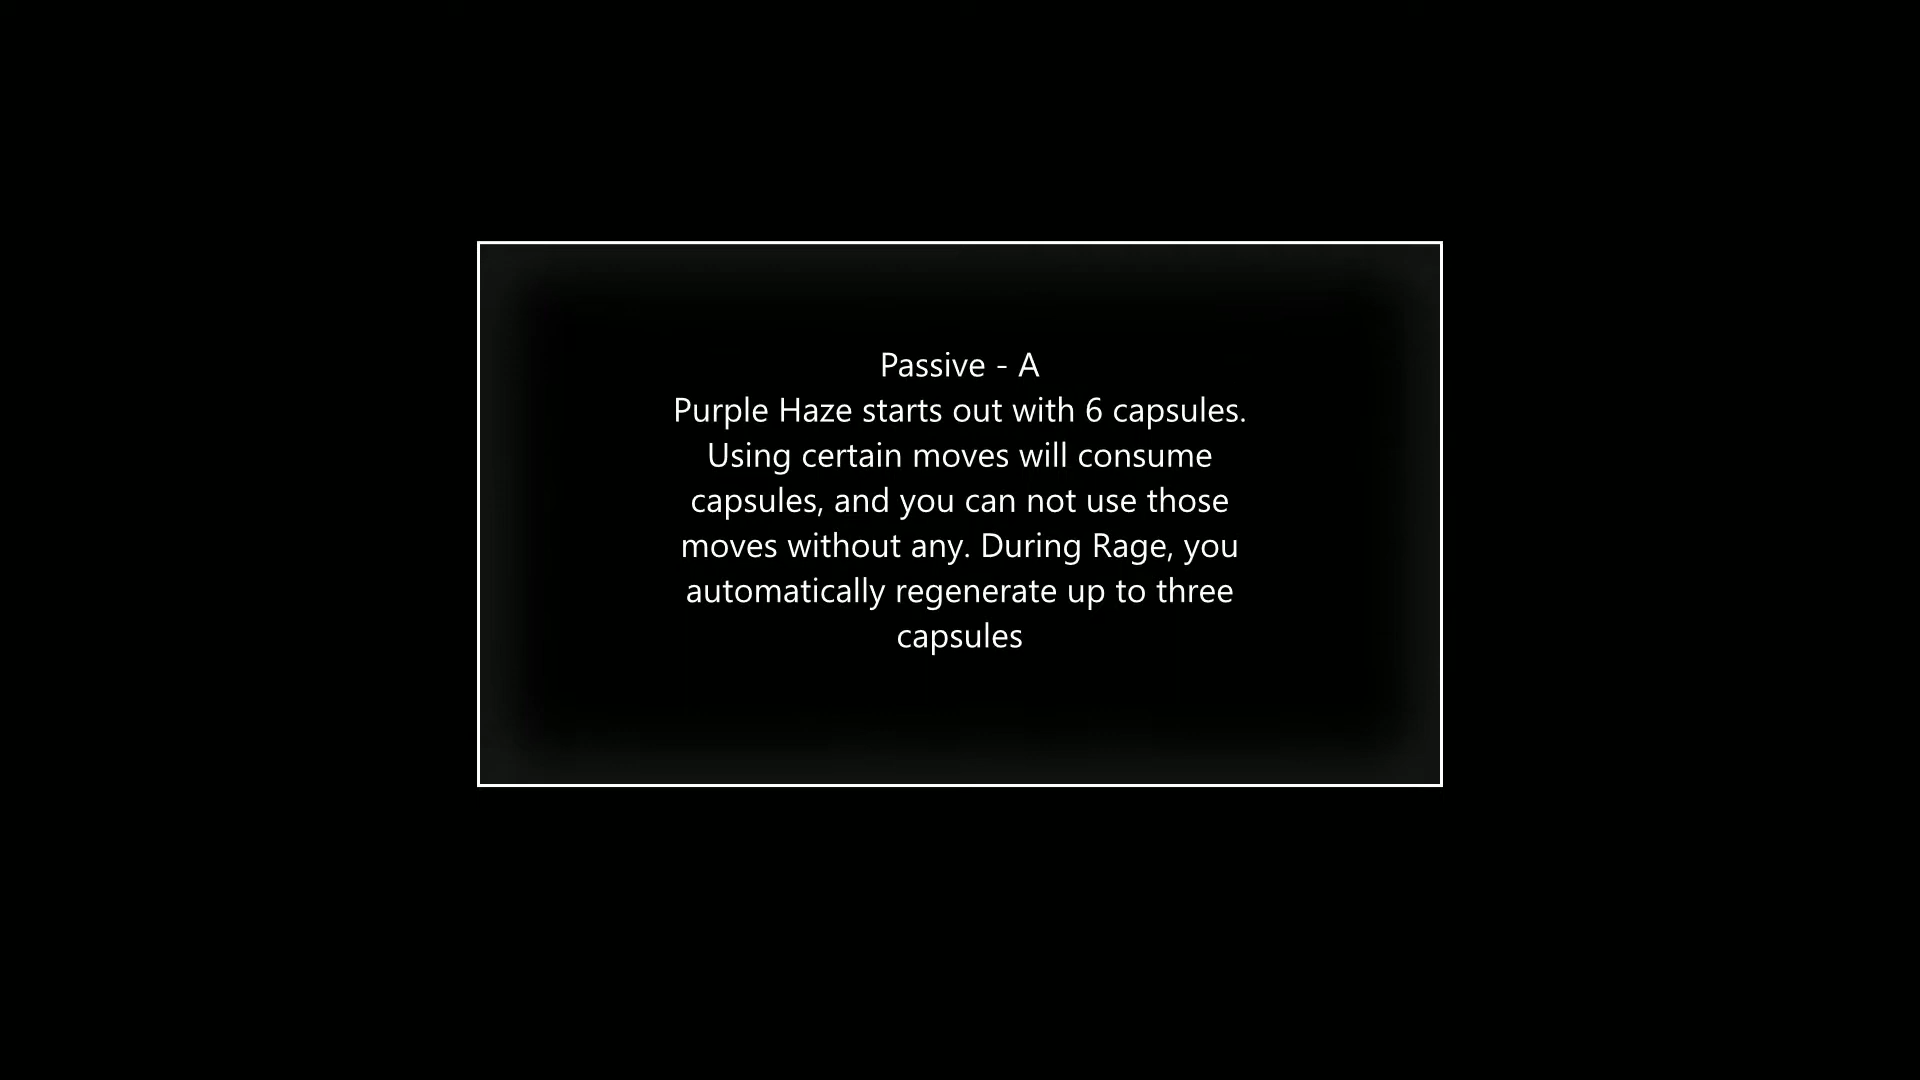 Passive - A
Purple Haze starts out with 6 capsules.
Using certain moves will consume
capsules, and you can not use those
moves without any. During Rage, you
automatically regenerate up to three
capsules